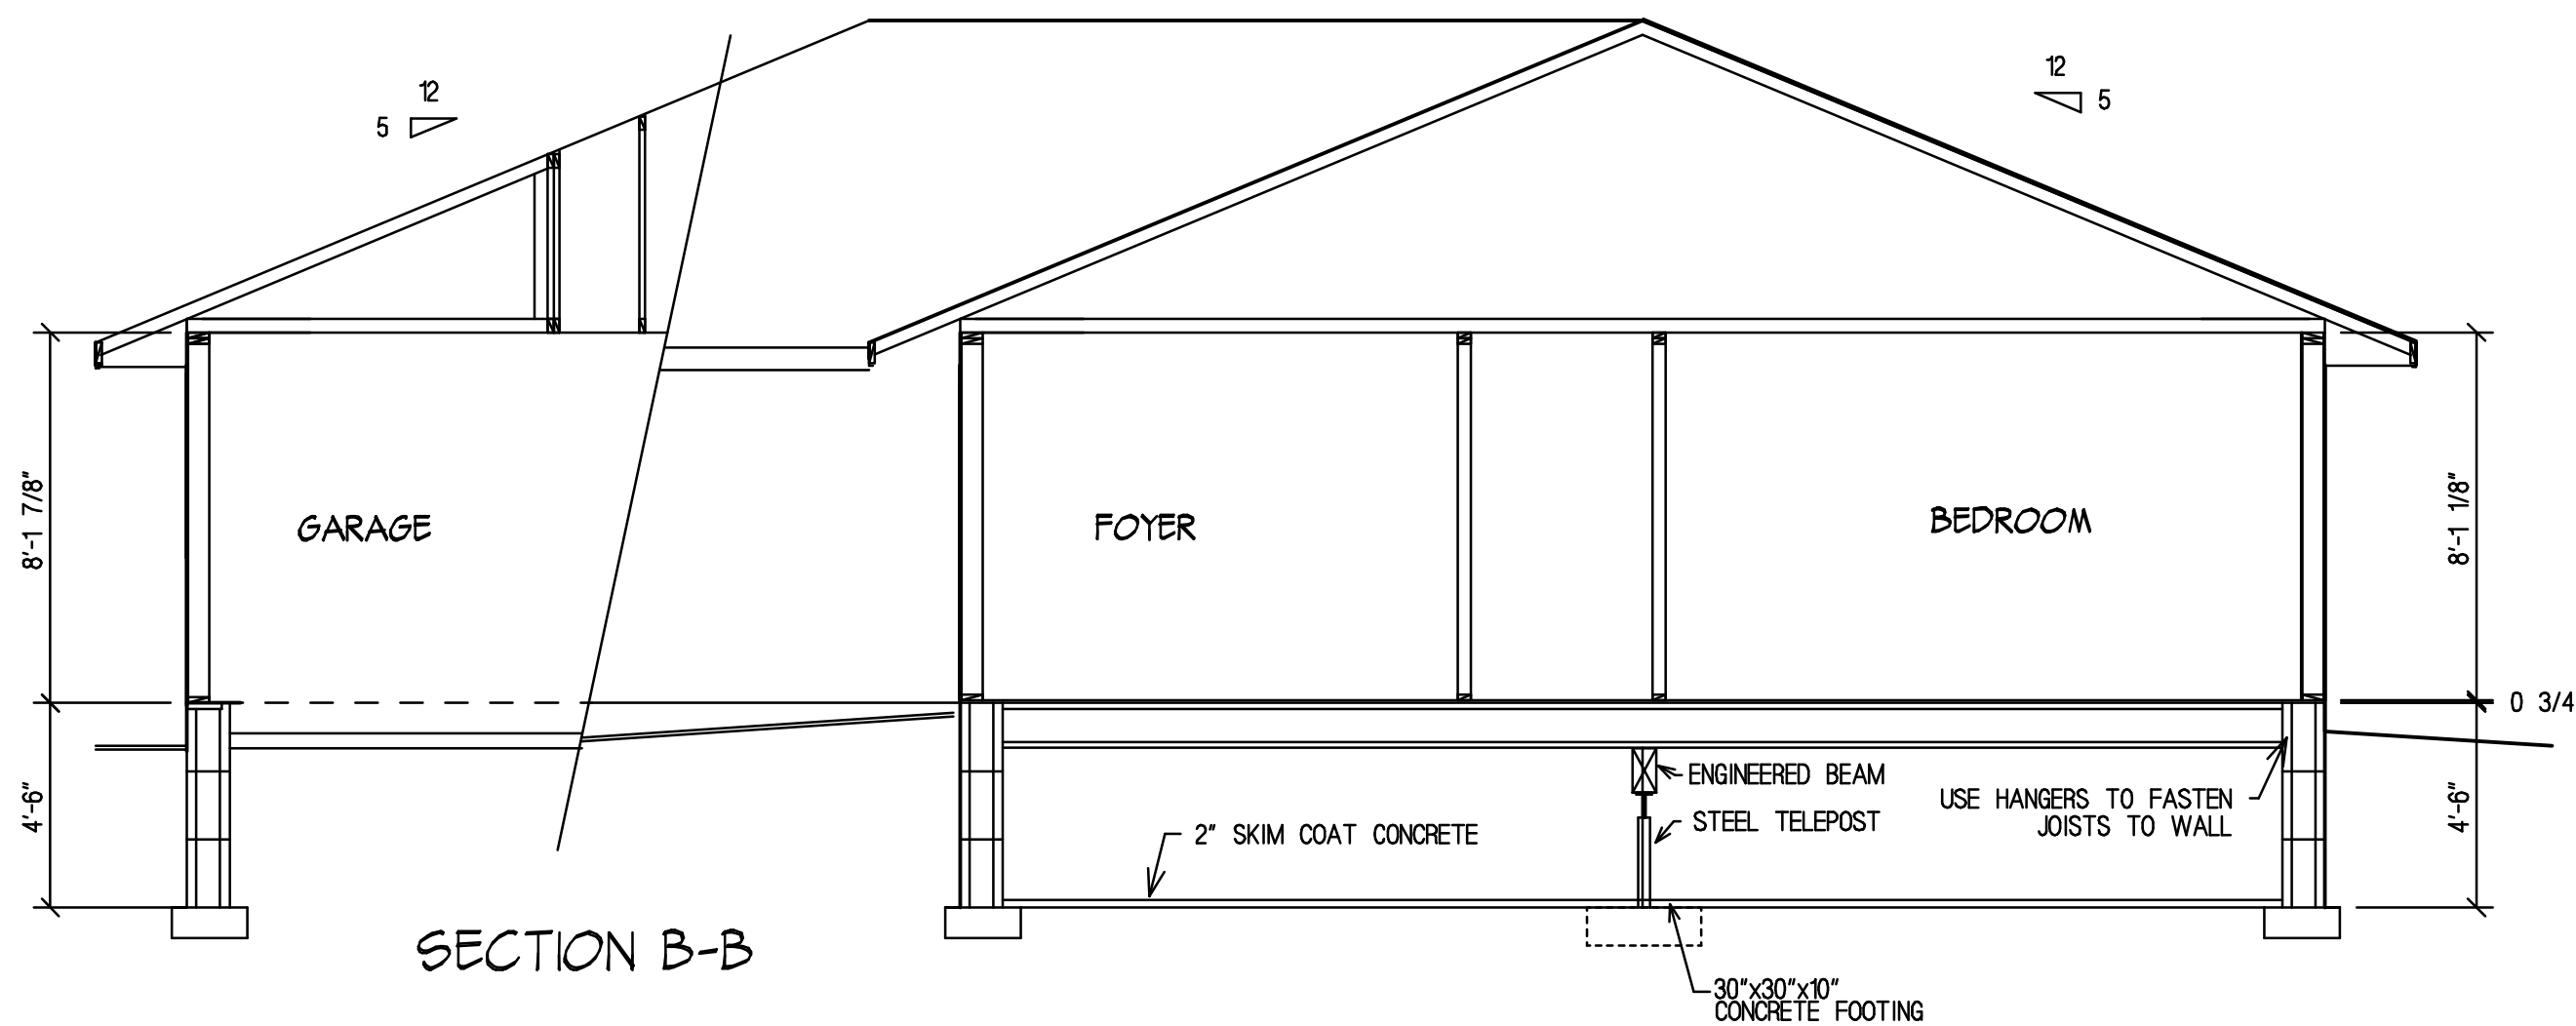 12
5
12
5
8'-1 7/8"
GARAGE
FOYER
BEDROOM
8'-1 1/8"
0 3/4
4'-6"
ENGINEERED BEAM
STEEL TELEPOST
2" SKIM COAT CONCRETE
USE HANGERS TO FASTEN
JOISTS TO WALL
4'-6"
SECTION B-B
30"x30"x10"
CONCRETE FOOTING